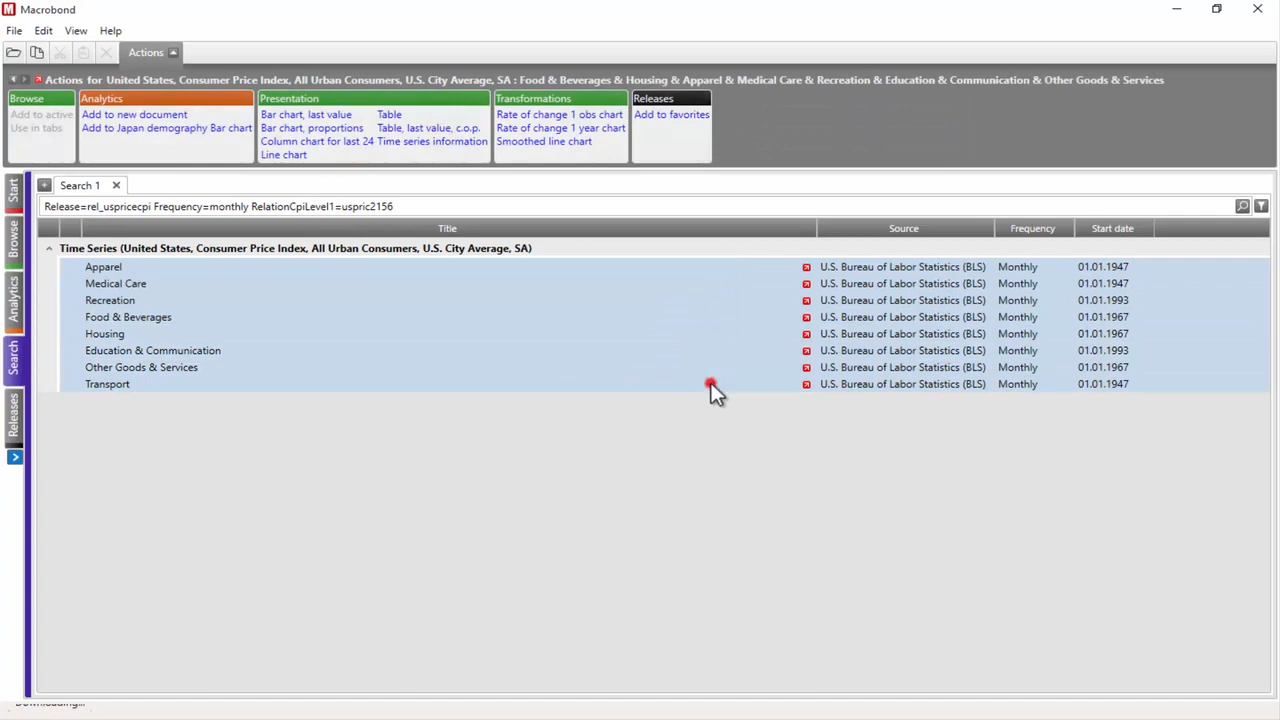 Macrobond
File Edit View Help
Actions
Actions for United States, Consumer Price Index, All Urban Consumers, U.S. City Average, SA : Food & Beverages & Housing & Apparel & Medical Care & Recreation & Education & Communication & Other Goods & Services
Browse
Add to active
Use in tabs
Analytics
Add to new document
Add to Japan demography Bar chart
Presentation
Bar chart, last value Table
Bar chart, proportions Table, last value, c.o.p.
Column chart for last 24 Time series information
Line chart
Transformations
Rate of change 1 obs chart
Rate of change 1 year chart
Smoothed line chart
Releases
Add to favorites
Start
Browse
Analytics
Search
Releases
Search 1
Release=rel_uspricecpi Frequency=monthly RelationCpiLevel1=uspric2156
Title Source Frequency Start date
Time Series (United States, Consumer Price Index, All Urban Consumers, U.S. City Average, SA)
Apparel U.S. Bureau of Labor Statistics (BLS) Monthly 01.01.1947
Medical Care U.S. Bureau of Labor Statistics (BLS) Monthly 01.01.1947
Recreation U.S. Bureau of Labor Statistics (BLS) Monthly 01.01.1993
Food & Beverages U.S. Bureau of Labor Statistics (BLS) Monthly 01.01.1967
Housing U.S. Bureau of Labor Statistics (BLS) Monthly 01.01.1967
Education & Communication U.S. Bureau of Labor Statistics (BLS) Monthly 01.01.1993
Other Goods & Services U.S. Bureau of Labor Statistics (BLS) Monthly 01.01.1967
Transport U.S. Bureau of Labor Statistics (BLS) Monthly 01.01.1947
Downloading...